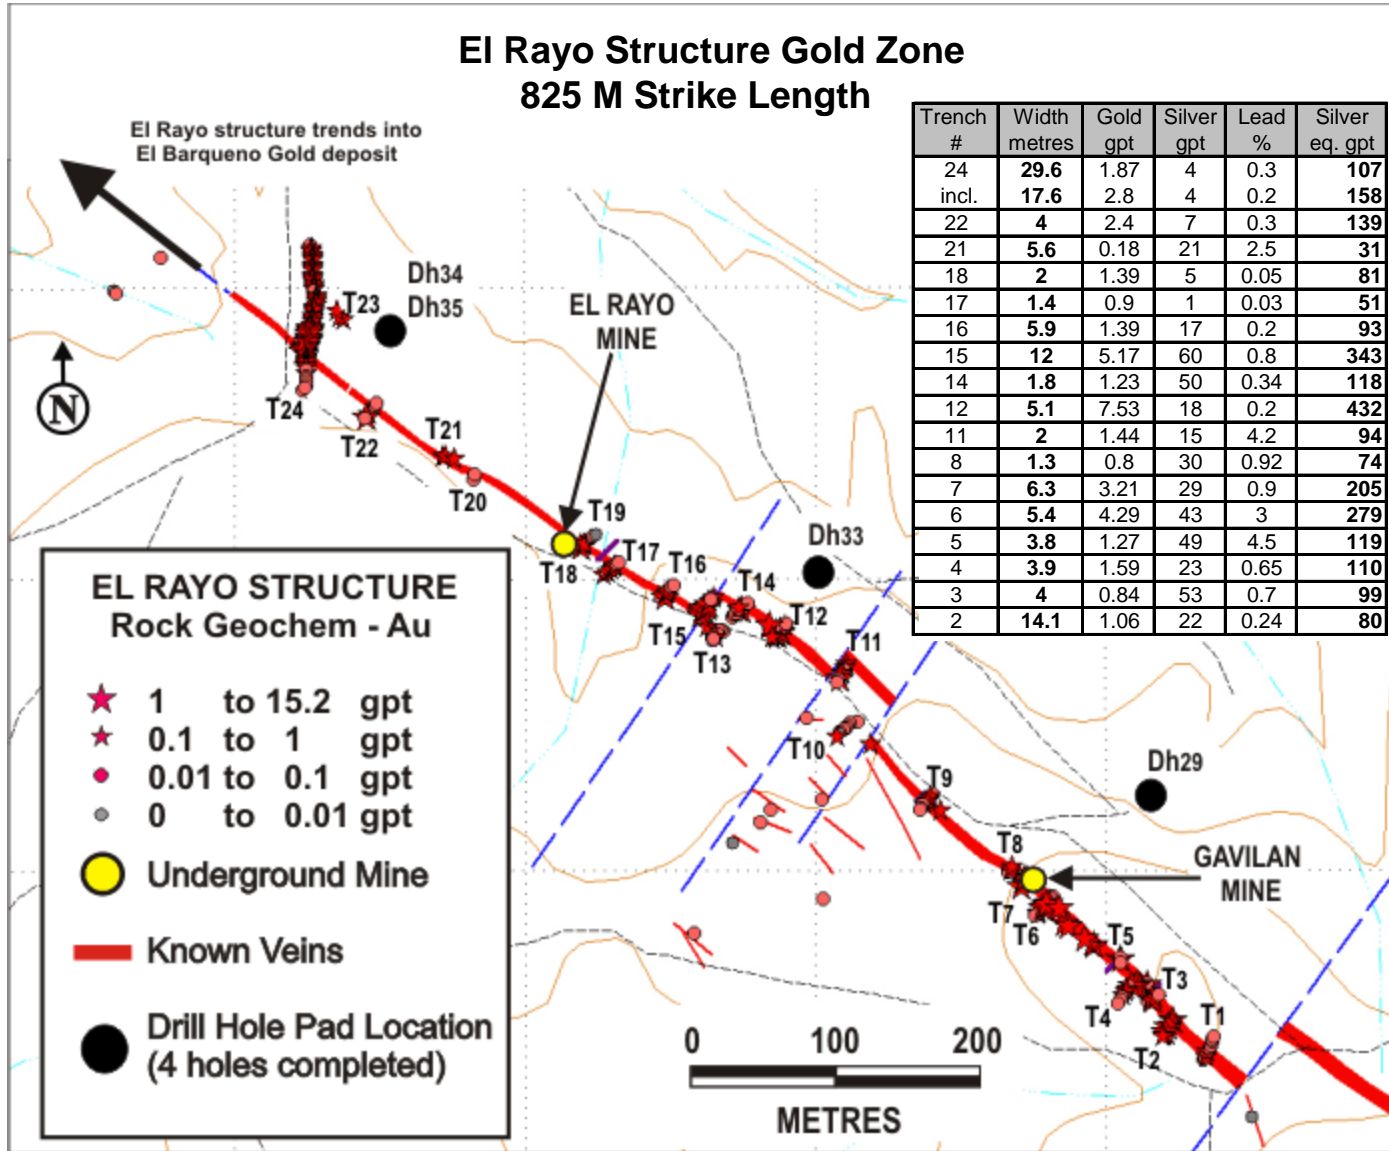 El Rayo Structure Gold Zone
825 M Strike Length
El Rayo structure trends into
El Barqueno Gold deposit
Trench Width Gold Silver Lead Silver
# metres gpt gpt % eq. gpt
24 29.6 1.87 4 0.3 107
incl. 17.6 2.8 4 0.2 158
22 4 2.4 7 0.3 139
21 5.6 0.18 21 2.5 31
18 2 1.39 5 0.05 81
17 1.4 0.9 1 0.03 51
16 5.9 1.39 17 0.2 93
15 12 5.17 60 0.8 343
14 1.8 1.23 50 0.34 118
12 5.1 7.53 18 0.2 432
11 2 1.44 15 4.2 94
8 1.3 0.8 30 0.92 74
7 6.3 3.21 29 0.9 205
6 5.4 4.29 43 3 279
5 3.8 1.27 49 4.5 119
4 3.9 1.59 23 0.65 110
3 4 0.84 53 0.7 99
2 14.1 1.06 22 0.24 80
Dh34
Dh35
T23
EL RAYO
MINE
N
T24
T22
T21
T20
T19
T18
T17
T16
T15
T14
T13
T12
T11
T10
Dh33
T9
Dh29
T8
GAVILAN
MINE
T7
T6
T5
T4
T3
T2
T1
EL RAYO STRUCTURE
Rock Geochem - Au
1 to 15.2 gpt
0.1 to 1 gpt
0.01 to 0.1 gpt
0 to 0.01 gpt
Underground Mine
Known Veins
Drill Hole Pad Location
(4 holes completed)
0 100 200
METRES